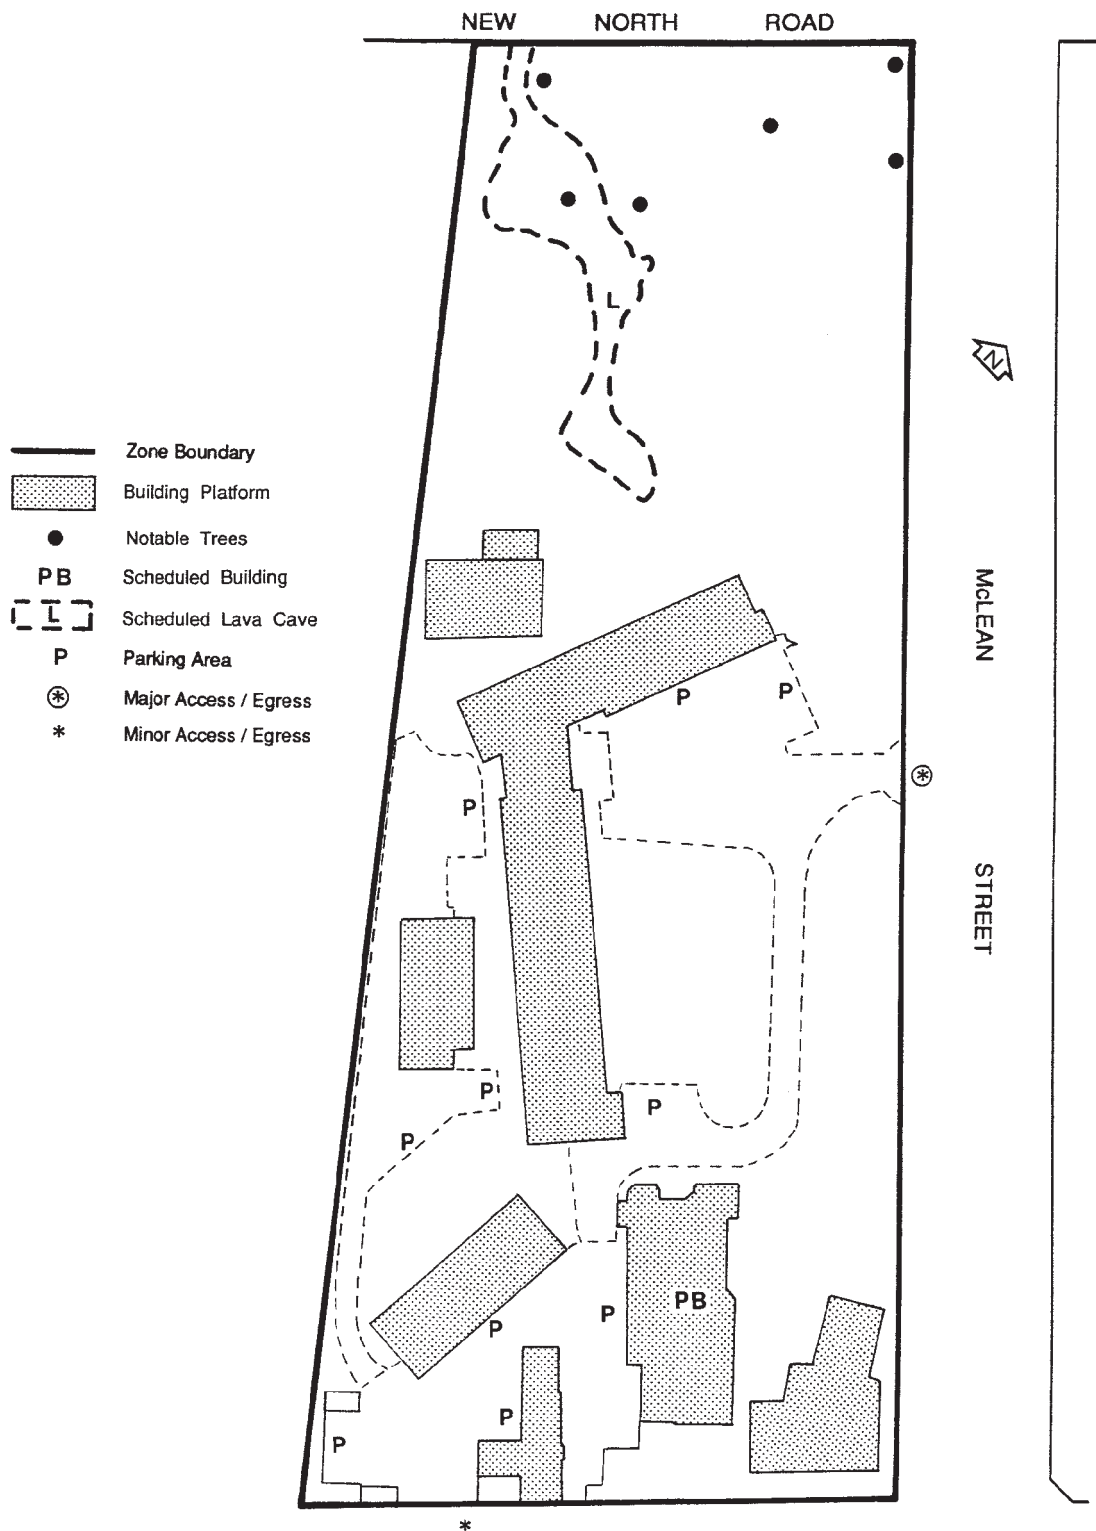 NEW NORTH ROAD
L
N
Zone Boundary
Building Platform
Notable Trees
PB Scheduled Building
L Scheduled Lava Cave
P Parking Area
* Major Access / Egress
* Minor Access / Egress
McLEAN STREET
P
P
P
*
P
P
P
PB
P
P
P
P
*